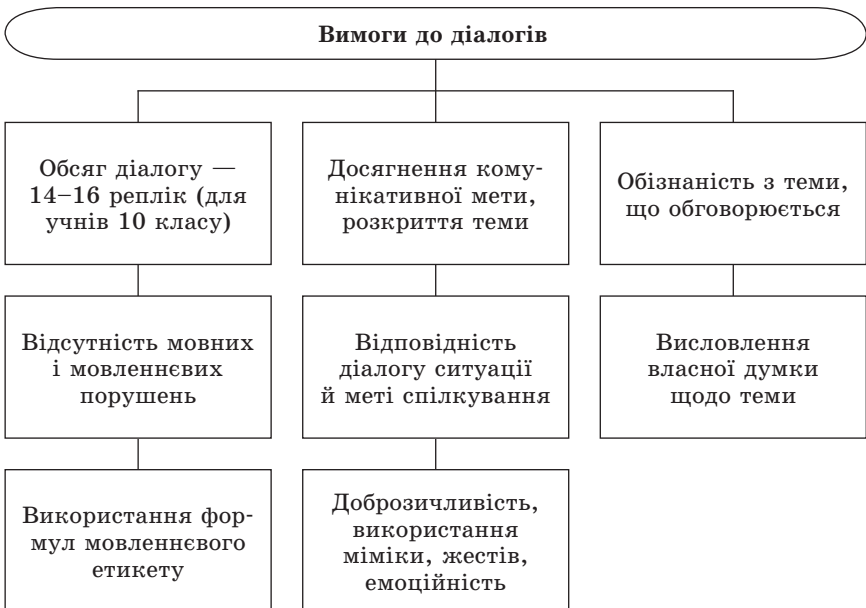 Вимоги до діалогів
Обсяг діалогу —
14–16 реплік (для
учнів 10 класу)
Досягнення кому-
нікативної мети,
розкриття теми
Обізнаність з теми,
що обговорюється
Відсутність мовних
і мовленнєвих
порушень
Відповідність
діалогу ситуації
й меті спілкування
Висловлення
власної думки
щодо теми
Використання фор-
мул мовленнєвого
етикету
Доброзичливість,
використання
міміки, жестів,
емоційність